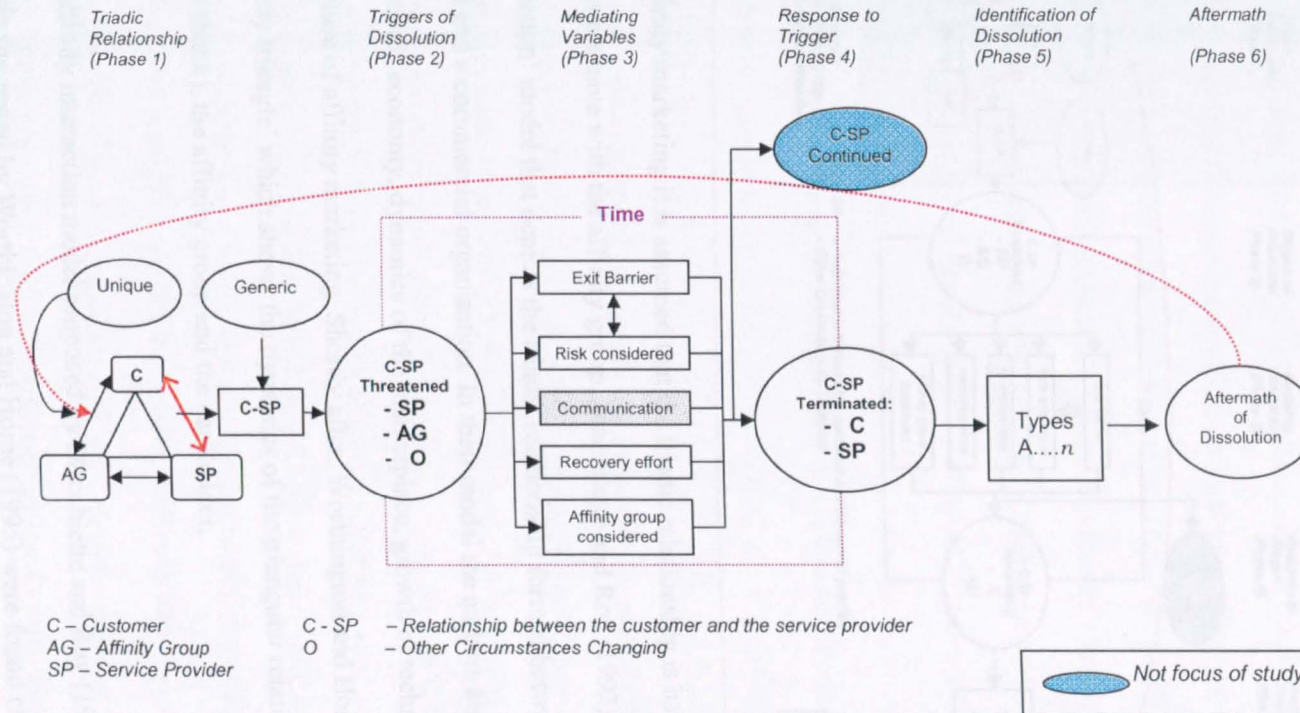 Triadic
Relationship
(Phase 1)
Triggers of
Dissolution
(Phase 2)
Mediating
Variables
(Phase 3)
Response to
Trigger
(Phase 4)
Identification of
Dissolution
(Phase 5)
Aftermath
(Phase 6)
C-SP
Continued
Time
Unique
Generic
C
AG
SP
C-SP
C-SP
Threatened
- SP
- AG
O
Exit Barrier
Risk considered
Communication
Recovery effort
Affinity group
considered
C-SP
Terminated:
- C
- SP
Types
A....n
Aftermath
of
Dissolution
C – Customer
AG – Affinity Group
SP – Service Provider
C - SP – Relationship between the customer and the service provider
O – Other Circumstances Changing
Not focus of study